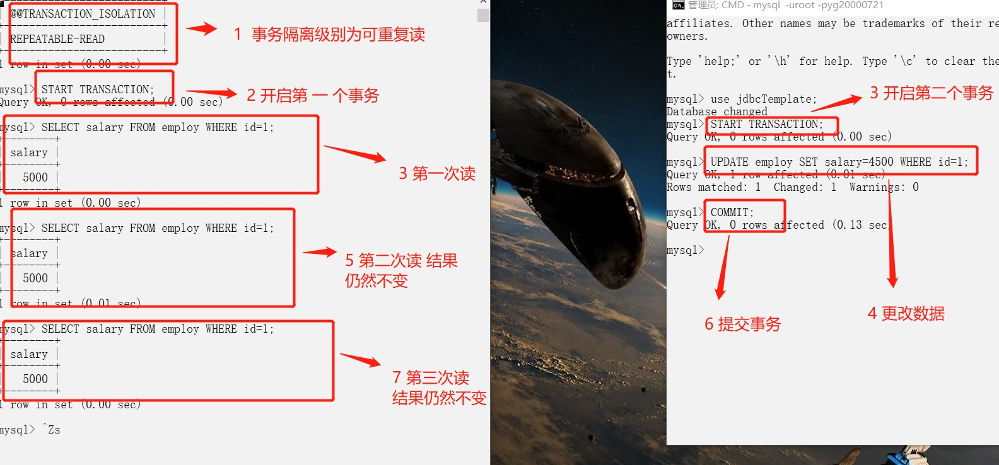 @@TRANSACTION_ISOLATION |
+-------------------------+
REPEATABLE-READ |
+-------------------------+
1 row in set (0.00 sec)
1 事务隔离级别为可重复读
mysql> START TRANSACTION;
Query OK, 0 rows affected (0.00 sec)
2 开启第 一 个事务
mysql> SELECT salary FROM employ WHERE id=1;
+--------+
| salary |
+--------+
| 5000 |
+--------+
1 row in set (0.00 sec)
3 第一次读
mysql> SELECT salary FROM employ WHERE id=1;
+--------+
| salary |
+--------+
| 5000 |
+--------+
1 row in set (0.01 sec)
5 第二次读 结果
仍然不变
mysql> SELECT salary FROM employ WHERE id=1;
+--------+
| salary |
+--------+
| 5000 |
+--------+
1 row in set (0.00 sec)
7 第三次读
结果仍然不变
mysql> ^Zs
管理员: CMD - mysql -uroot -pyg20000721
affiliates. Other names may be trademarks of their re
owners.
Type 'help;' or '\h' for help. Type '\c' to clear the
t.
mysql> use jdbcTemplate;
Database changed
3 开启第二个事务
mysql> START TRANSACTION;
Query OK, 0 rows affected (0.00 sec)
mysql> UPDATE employ SET salary=4500 WHERE id=1;
Query OK, 1 row affected (0.01 sec)
Rows matched: 1 Changed: 1 Warnings: 0
mysql> COMMIT;
Query OK, 0 rows affected (0.13 sec)
mysql>
4 更改数据
6 提交事务